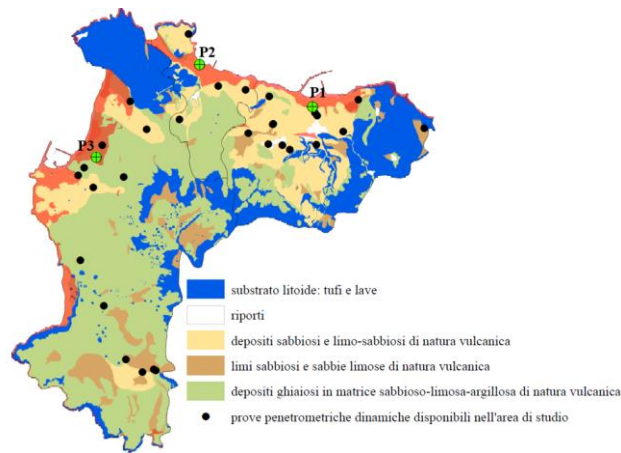 P2
P1
P3
substrato litoide: tufi e lave
riporti
depositi sabbiosi e limo-sabbiosi di natura vulcanica
limi sabbiosi e sabbie limose di natura vulcanica
depositi ghiaiosi in matrice sabbioso-limosa-argillosa di natura vulcanica
prove penetrometriche dinamiche disponibili nell'area di studio